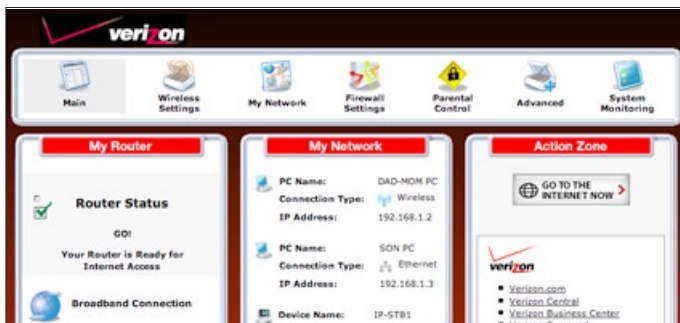 verizon
Main
Wireless Settings
My Network
Firewall Settings
Parental Control
Advanced
System Monitoring
My Router
Router Status
GO!
Your Router is Ready for
Internet Access
Broadband Connection
My Network
PC Name: DAD-MOM PC
Connection Type: Wireless
IP Address: 192.168.1.2
PC Name: SON PC
Connection Type: Ethernet
IP Address: 192.168.1.3
Device Name: IP-STB1
Action Zone
GO TO THE
INTERNET NOW
verizon
Verizon.com
Verizon Central
Verizon Business Center